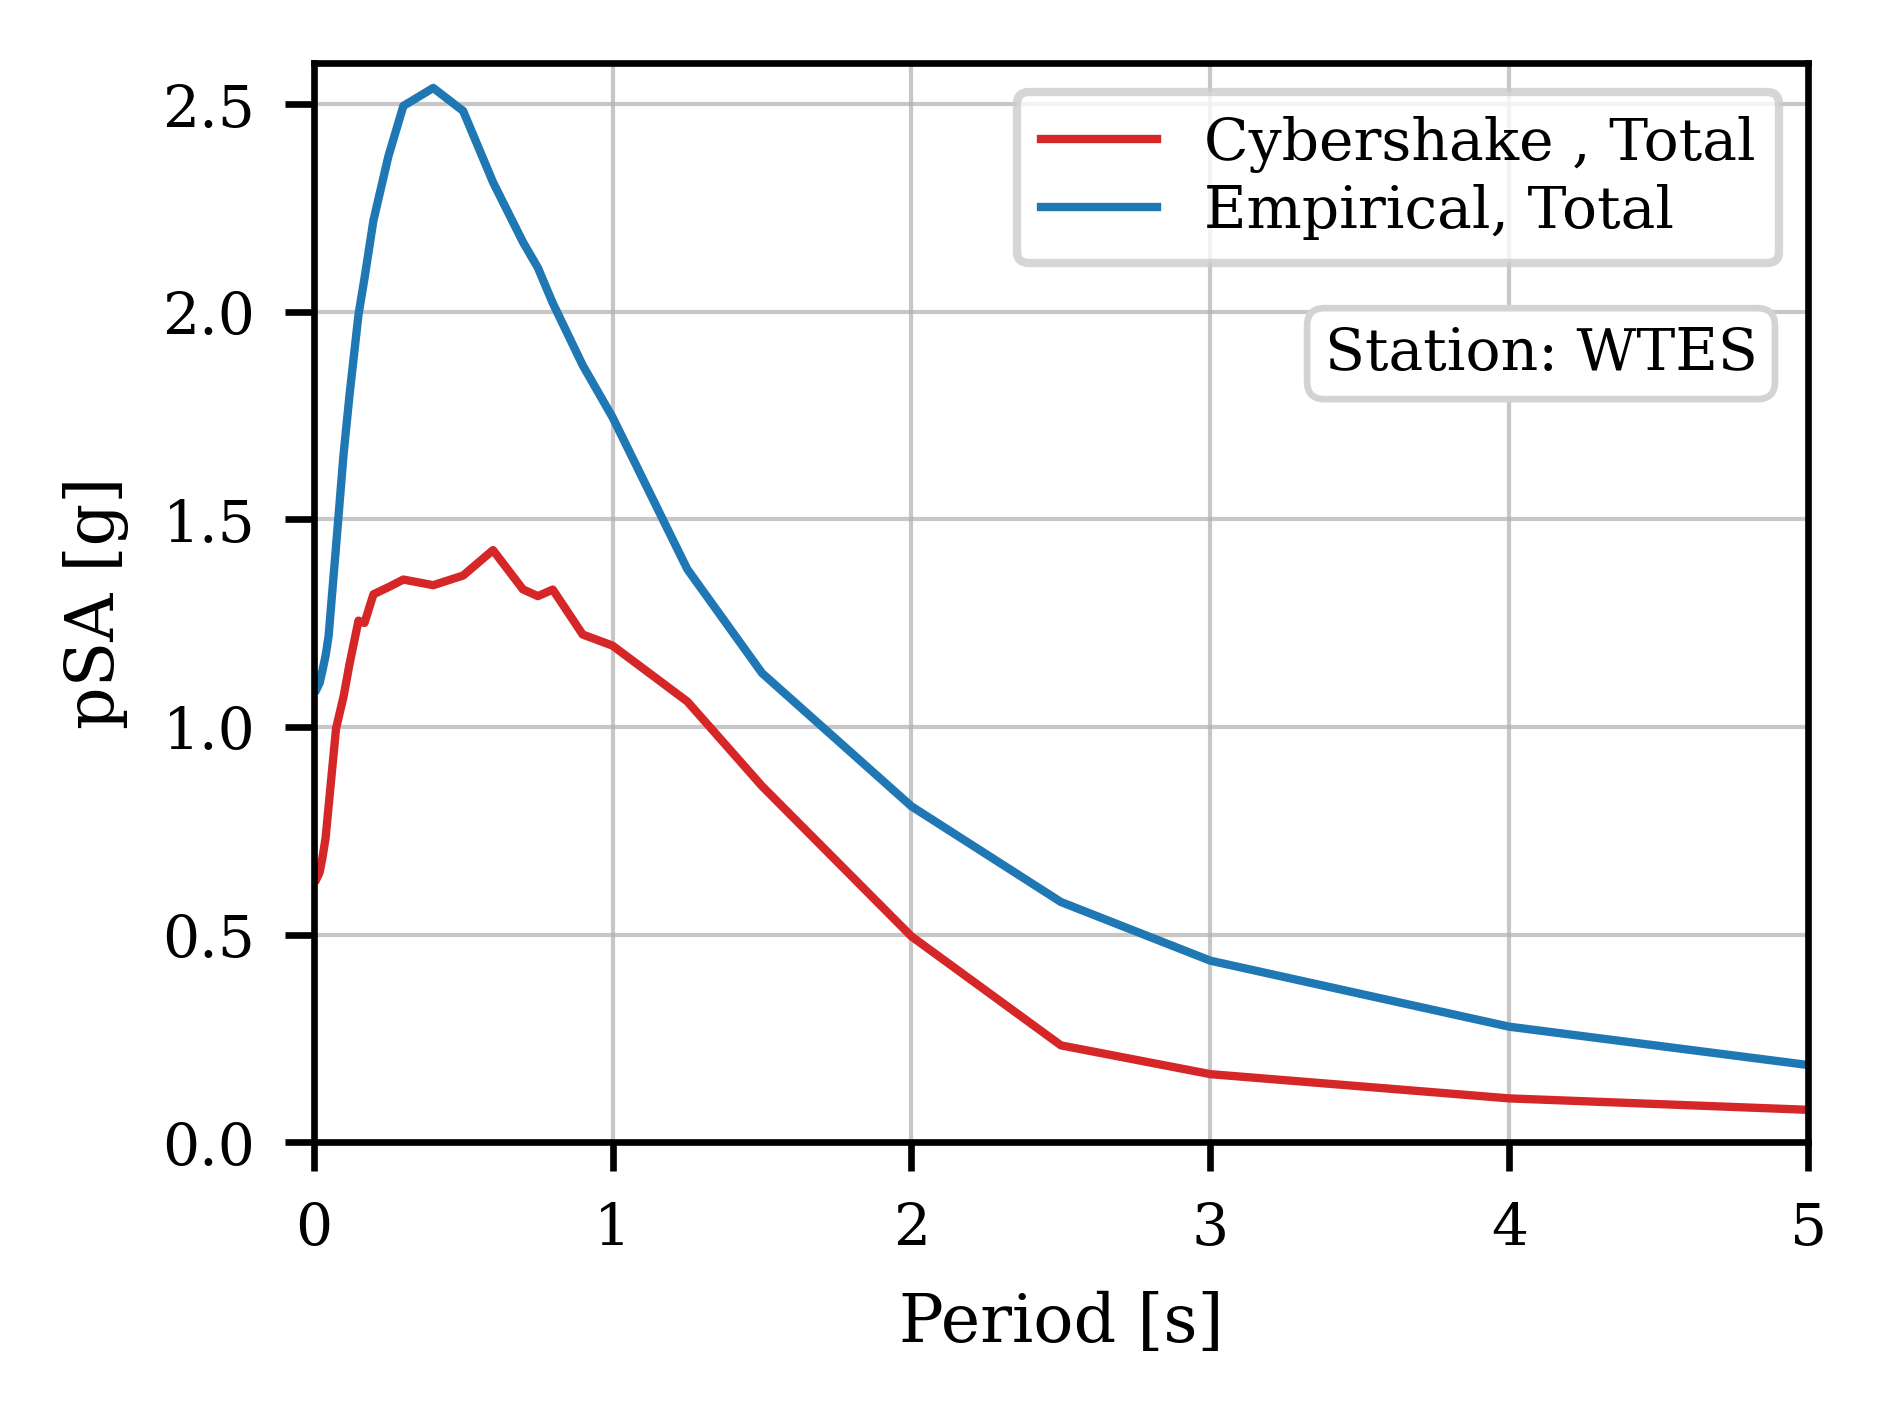 2.5
2.0
1.5
1.0
0.5
0.0
pSA [g]
Cybershake , Total
Empirical, Total
Station: WTES
0 1 2 3 4 5
Period [s]